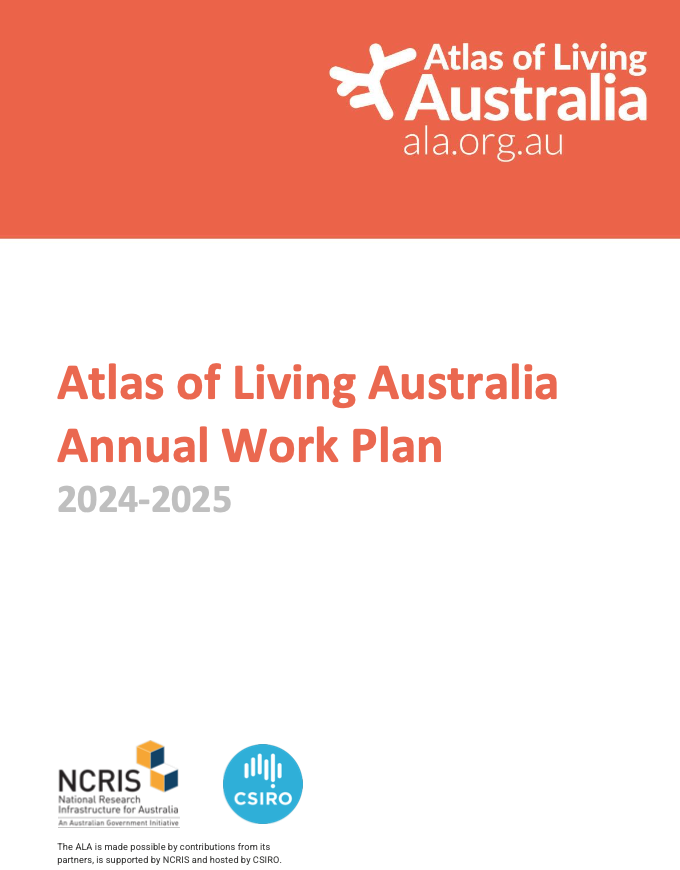 Atlas of Living
Australia
ala.org.au
Atlas of Living Australia
Annual Work Plan
2024-2025
NCRIS
National Research
Infrastructure for Australia
An Australian Government Initiative
CSIRO
The ALA is made possible by contributions from its
partners, is supported by NCRIS and hosted by CSIRO.